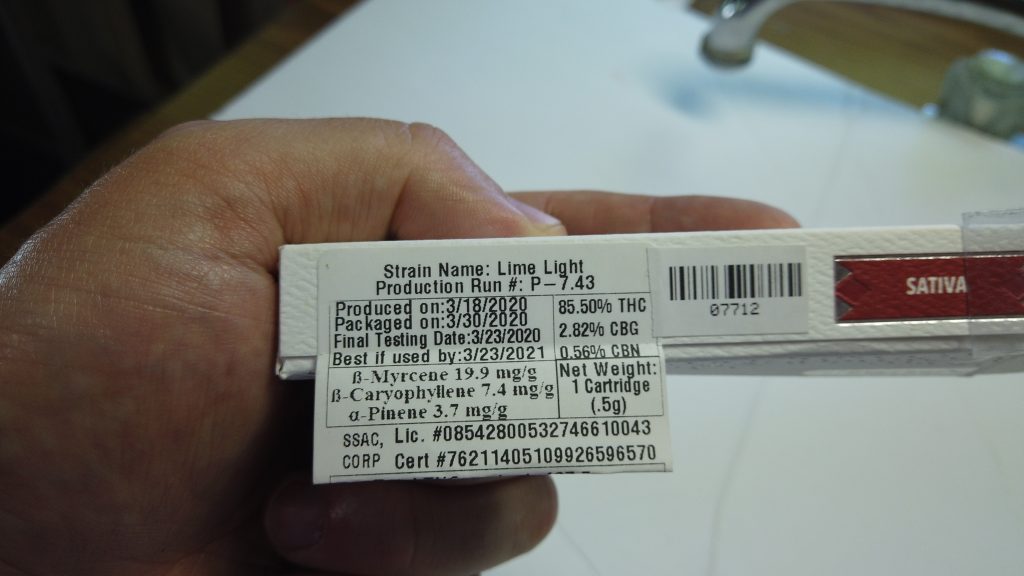 Strain Name: Lime Light
Production Run #: P-7.43
Produced on:3/18/2020
Packaged on:3/30/2020
Final Testing Date:3/23/2020
Best if used by:3/23/2021
85.50% THC
2.82% CBG
0.56% CBN
ß-Myrcene 19.9 mg/g
ß-Caryophyllene 7.4 mg/g
α-Pinene 3.7 mg/g
Net Weight:
1 Cartridge
(.5g)
SSAC, Lic. #08542800532746610043
CORP Cert #76211405109926596570
07712
SATIVA